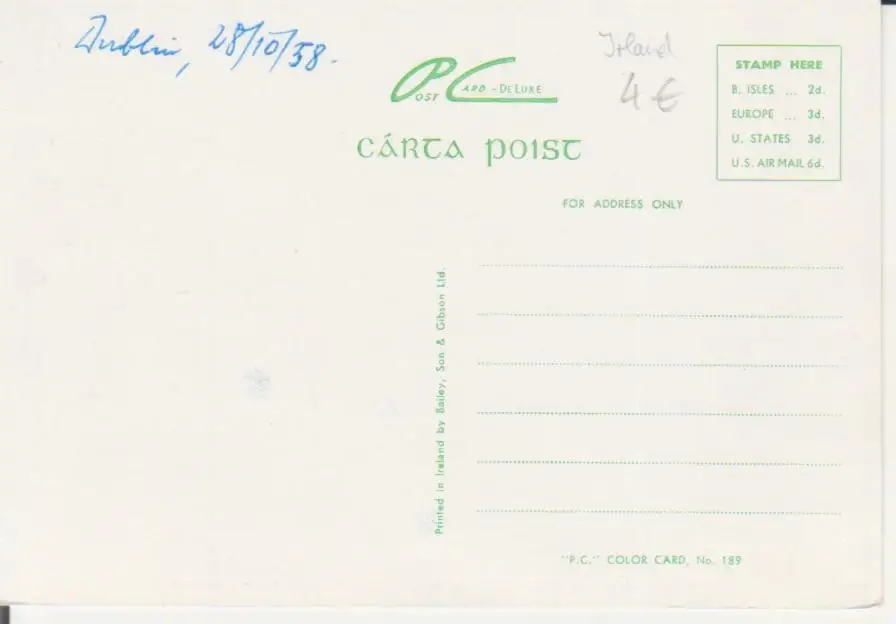 Dublin, 28/10/58.
Irland
4 €
POST CARD - DE LUXE
CÁRTA POIST
STAMP HERE
B. ISLES ... 2d.
EUROPE ... 3d.
U. STATES 3d.
U.S. AIR MAIL 6d.
FOR ADDRESS ONLY
Printed in Ireland by Bailey, Son & Gibson Ltd.
"P.C." COLOR CARD, No. 189